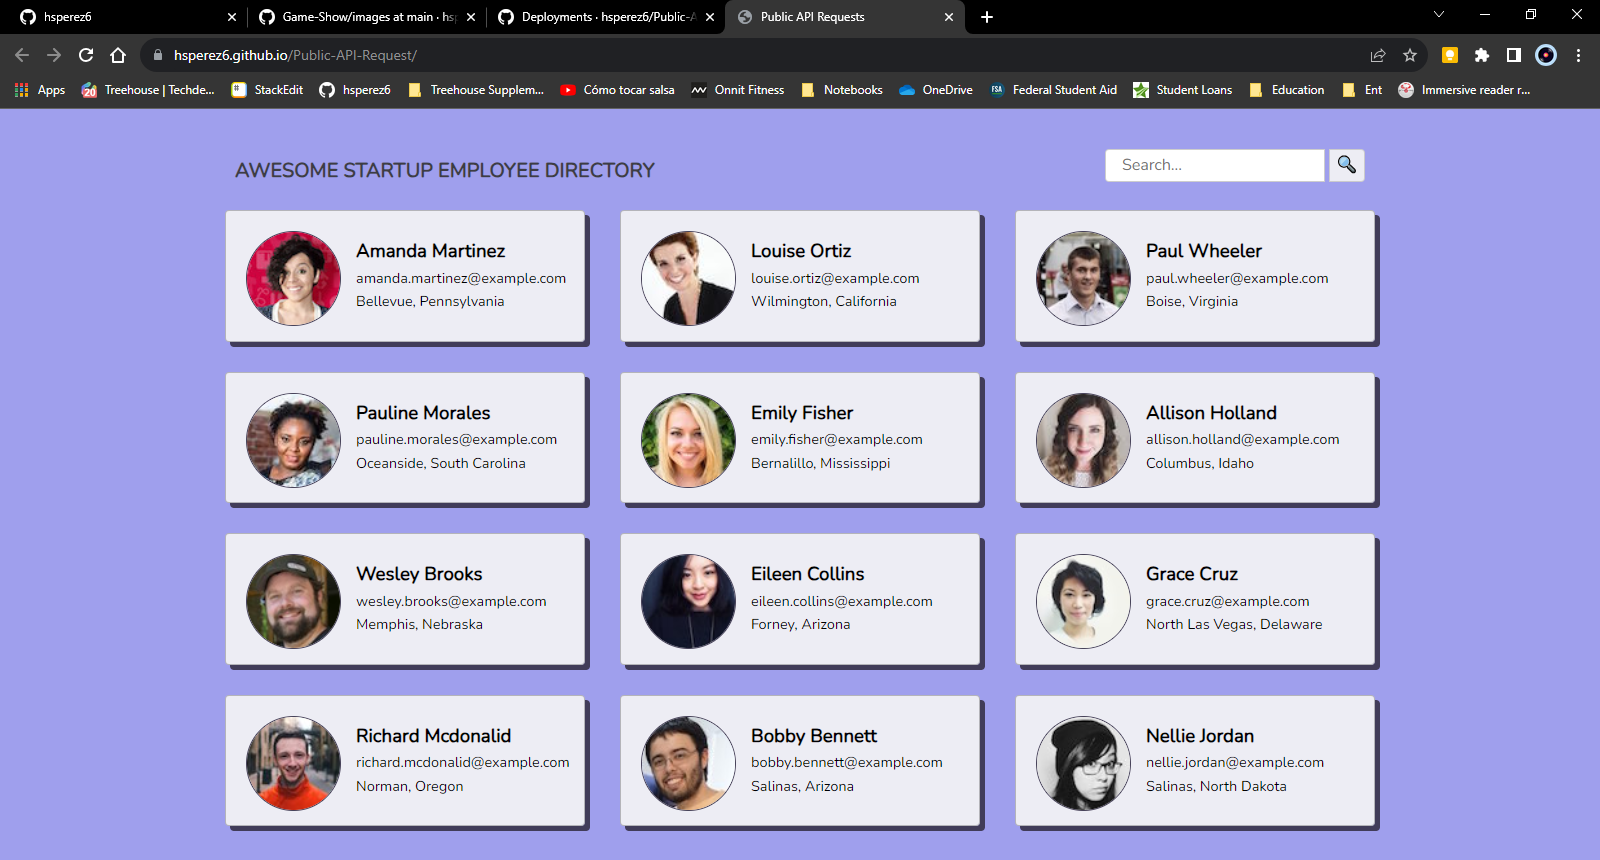 hsperez6
Game-Show/images at main · hsp
Deployments · hsperez6/Public-A
Public API Requests
hsperez6.github.io/Public-API-Request/
Apps
20
Treehouse | Techde...
StackEdit
hsperez6
Treehouse Supplem...
Cómo tocar salsa
Onnit Fitness
Notebooks
OneDrive
FSA
Federal Student Aid
Student Loans
Education
Ent
Immersive reader r...
AWESOME STARTUP EMPLOYEE DIRECTORY
Search...
Amanda Martinez
amanda.martinez@example.com
Bellevue, Pennsylvania
Louise Ortiz
louise.ortiz@example.com
Wilmington, California
Paul Wheeler
paul.wheeler@example.com
Boise, Virginia
Pauline Morales
pauline.morales@example.com
Oceanside, South Carolina
Emily Fisher
emily.fisher@example.com
Bernalillo, Mississippi
Allison Holland
allison.holland@example.com
Columbus, Idaho
Wesley Brooks
wesley.brooks@example.com
Memphis, Nebraska
Eileen Collins
eileen.collins@example.com
Forney, Arizona
Grace Cruz
grace.cruz@example.com
North Las Vegas, Delaware
Richard Mcdonalid
richard.mcdonalid@example.com
Norman, Oregon
Bobby Bennett
bobby.bennett@example.com
Salinas, Arizona
Nellie Jordan
nellie.jordan@example.com
Salinas, North Dakota